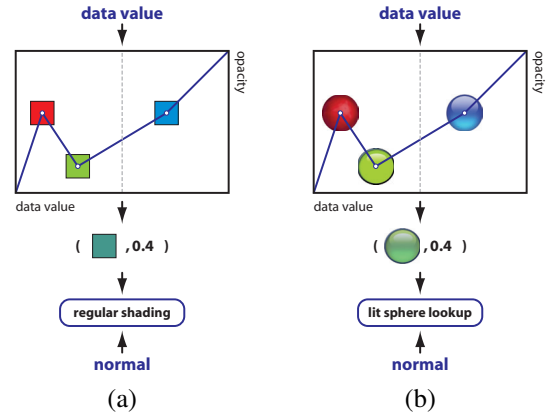 data value
opacity
data value
( , 0.4 )
regular shading
normal
(a)
data value
opacity
data value
( , 0.4 )
lit sphere lookup
normal
(b)